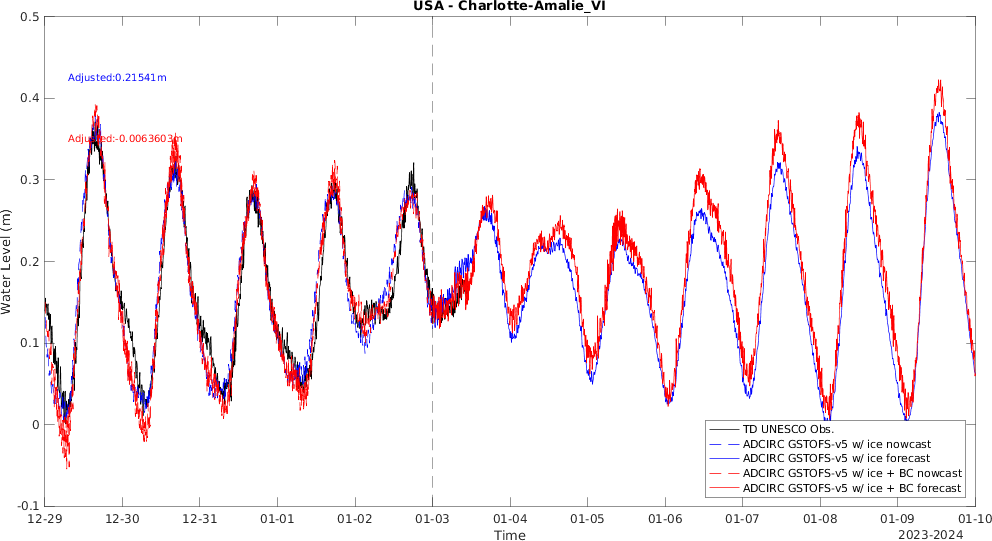 USA - Charlotte-Amalie_VI
0.5
0.4
0.3
0.2
0.1
0
-0.1
Water Level (m)
Adjusted:0.21541m
Adjusted:-0.0063603m
TD UNESCO Obs.
ADCIRC GSTOFS-v5 w/ ice nowcast
ADCIRC GSTOFS-v5 w/ ice forecast
ADCIRC GSTOFS-v5 w/ ice + BC nowcast
ADCIRC GSTOFS-v5 w/ ice + BC forecast
12-29 12-30 12-31 01-01 01-02 01-03 01-04 01-05 01-06 01-07 01-08 01-09 01-10
Time
2023-2024